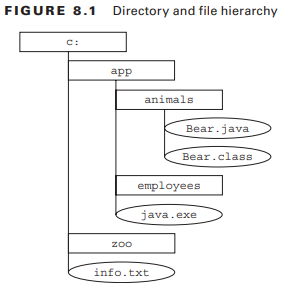 FIGURE 8.1 Directory and file hierarchy
c:
app
animals
Bear.java
Bear.class
employees
java.exe
zoo
info.txt